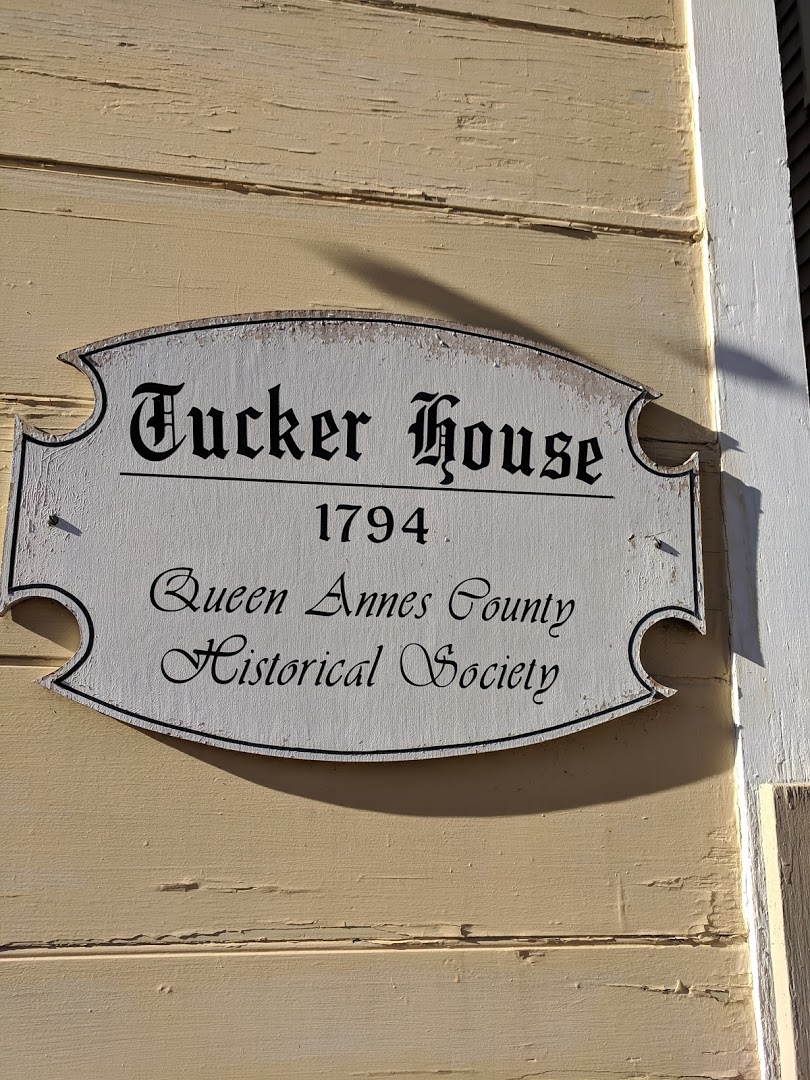 Tucker House
1794
Queen Annes County
Historical Society